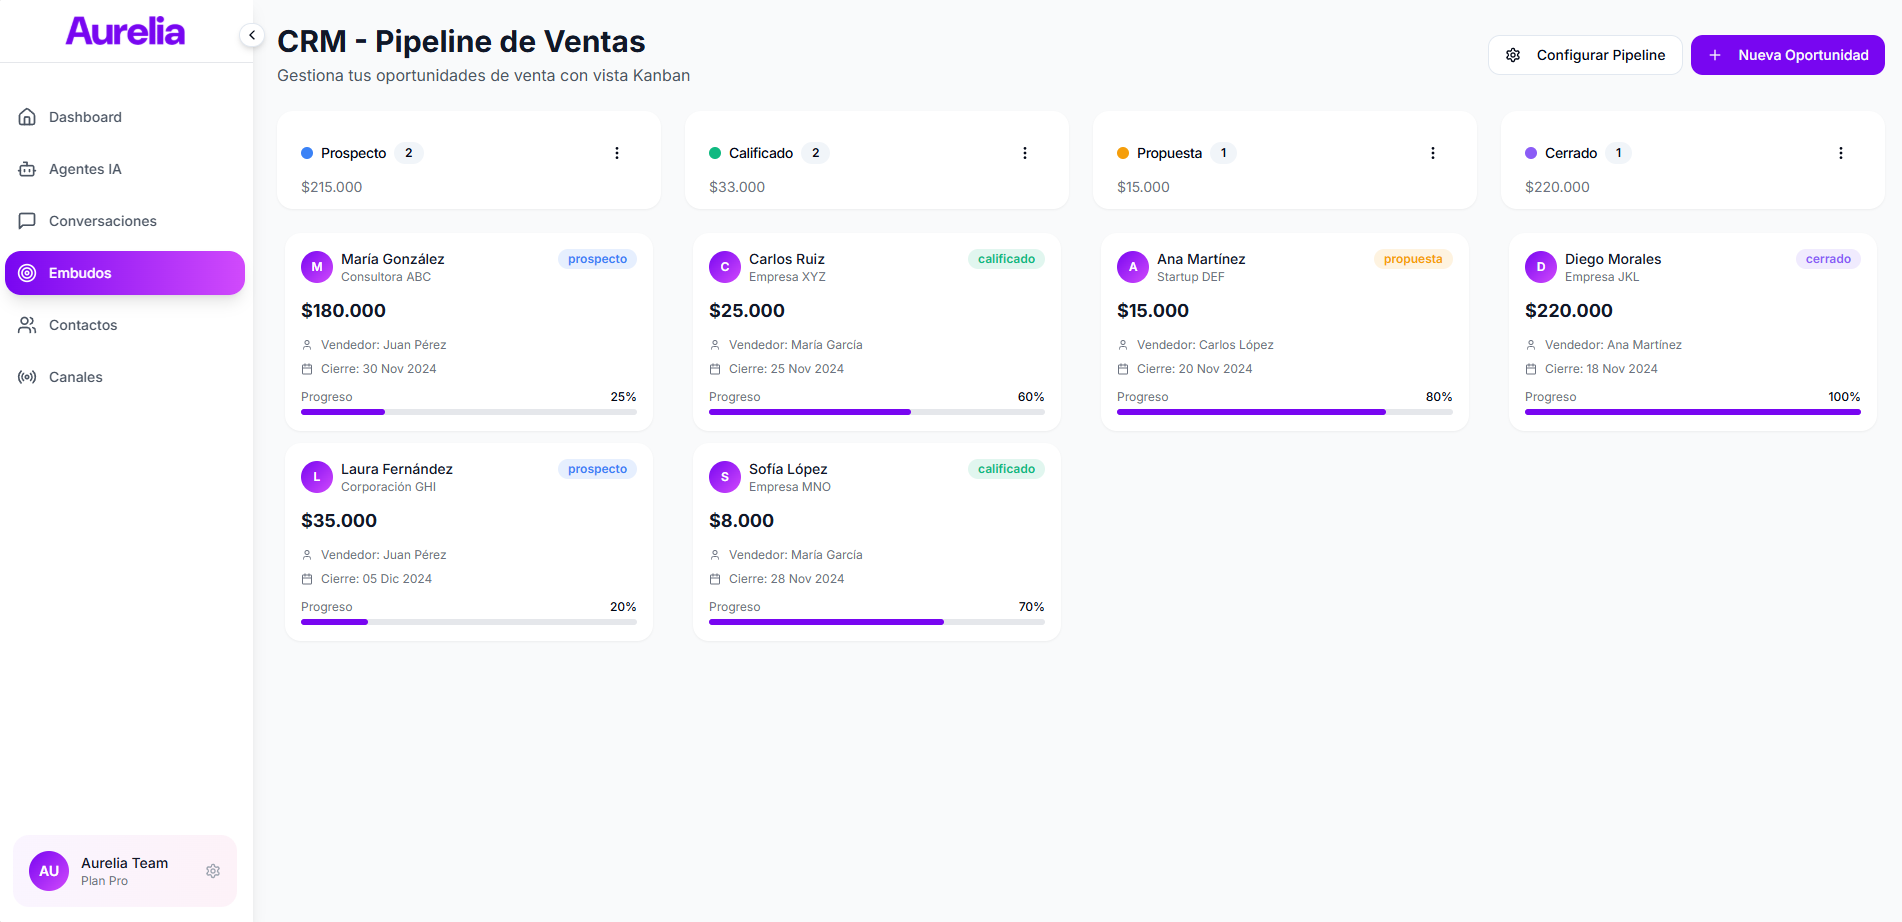 Aurelia
Dashboard
Agentes IA
Conversaciones
Embudos
Contactos
Canales
AU
Aurelia Team
Plan Pro
CRM - Pipeline de Ventas
Gestiona tus oportunidades de venta con vista Kanban
Configurar Pipeline
Nueva Oportunidad
Prospecto 2
$215.000
M
María González
prospecto
Consultora ABC
$180.000
Vendedor: Juan Pérez
Cierre: 30 Nov 2024
Progreso 25%
L
Laura Fernández
prospecto
Corporación GHI
$35.000
Vendedor: Juan Pérez
Cierre: 05 Dic 2024
Progreso 20%
Calificado 2
$33.000
C
Carlos Ruiz
calificado
Empresa XYZ
$25.000
Vendedor: María García
Cierre: 25 Nov 2024
Progreso 60%
S
Sofía López
calificado
Empresa MNO
$8.000
Vendedor: María García
Cierre: 28 Nov 2024
Progreso 70%
Propuesta 1
$15.000
A
Ana Martínez
propuesta
Startup DEF
$15.000
Vendedor: Carlos López
Cierre: 20 Nov 2024
Progreso 80%
Cerrado 1
$220.000
D
Diego Morales
cerrado
Empresa JKL
$220.000
Vendedor: Ana Martínez
Cierre: 18 Nov 2024
Progreso 100%